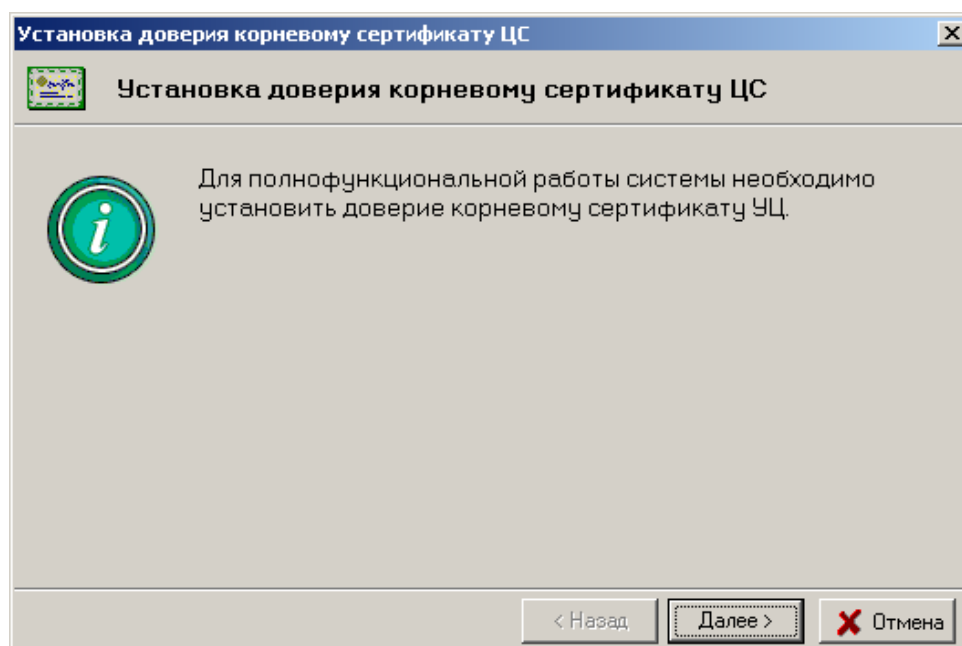 Установка доверия корневому сертификату ЦС
Установка доверия корневому сертификату ЦС
Для полнофункциональной работы системы необходимо
установить доверие корневому сертификату УЦ.
< Назад
Далее >
Отмена